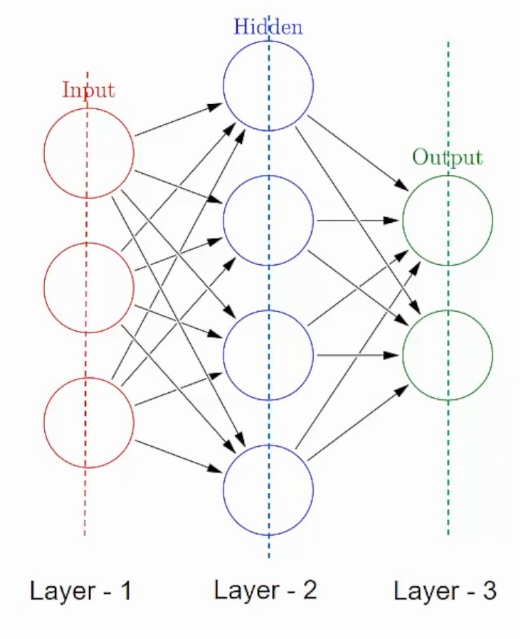 Hidden
Input
Output
Layer - 1
Layer - 2
Layer - 3